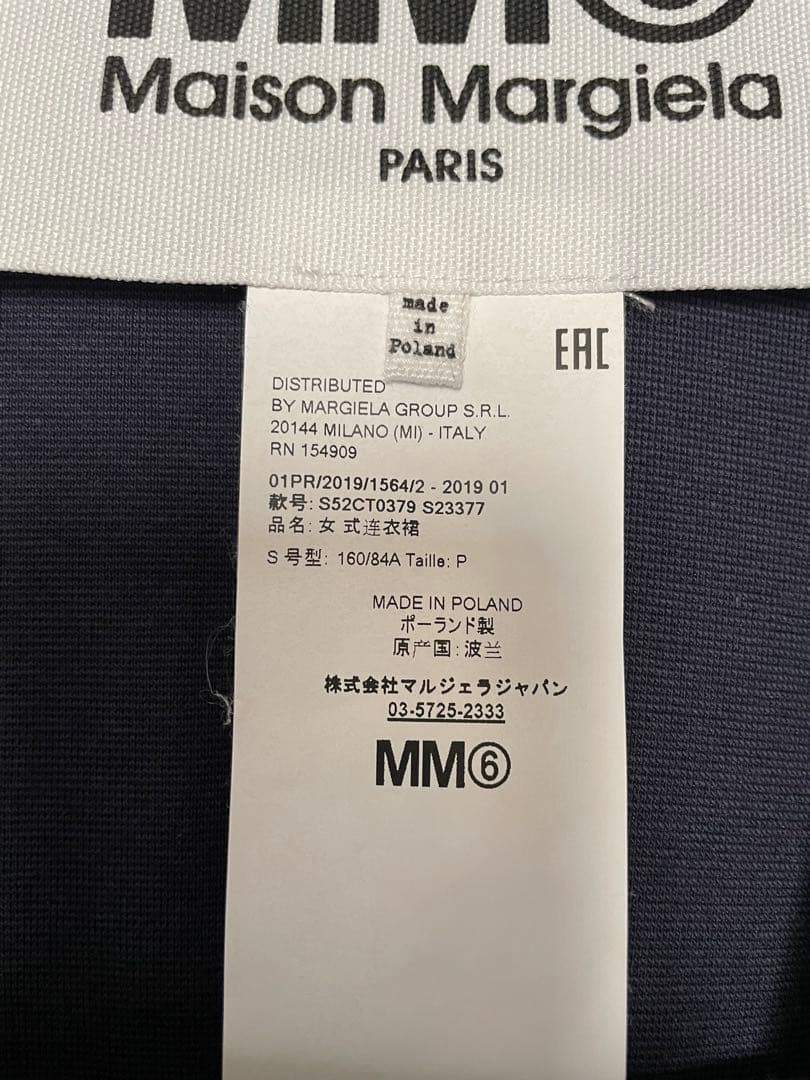 MM⑥
Maison Margiela
PARIS
made
in
Poland
EAC
DISTRIBUTED
BY MARGIELA GROUP S.R.L.
20144 MILANO (MI) - ITALY
RN 154909
01PR/2019/1564/2 - 2019 01
款号: S52CT0379 S23377
品名: 女 式连衣裙
S 号型: 160/84A Taille: P
MADE IN POLAND
ポーランド製
原产国: 波兰
株式会社マルジェラジャパン
03-5725-2333
MM⑥